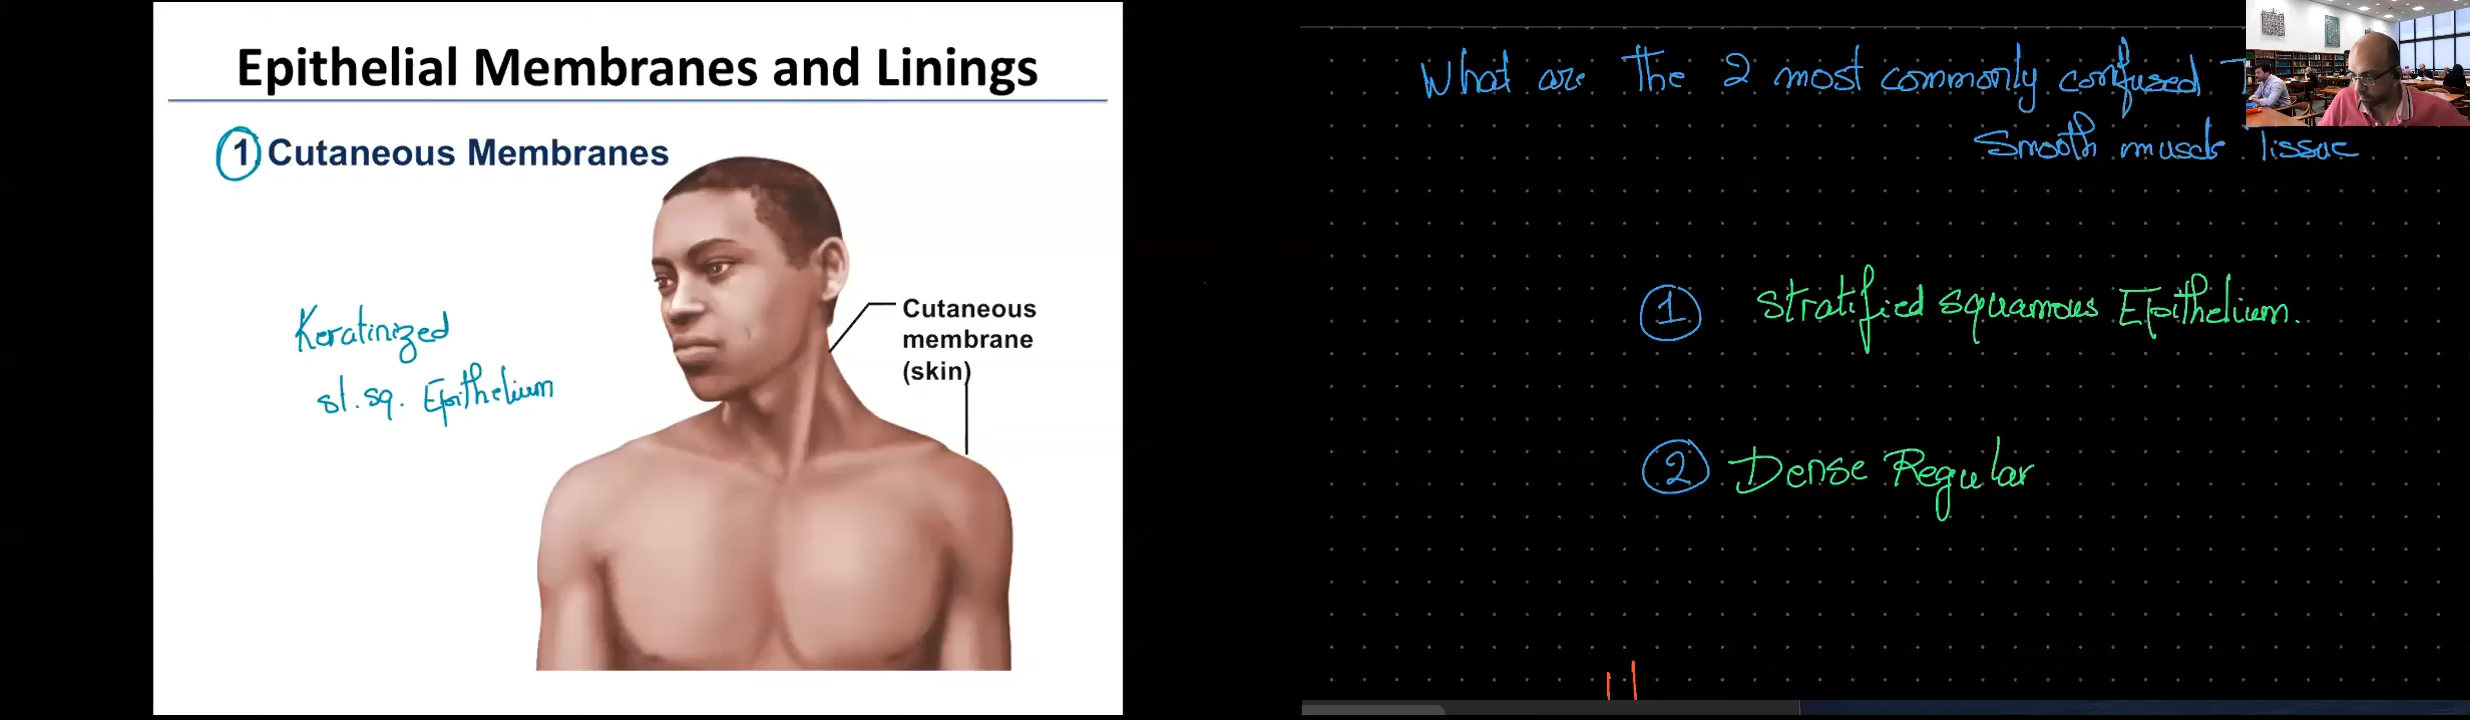 Epithelial Membranes and Linings
1 Cutaneous Membranes
Cutaneous
membrane
(skin)
Keratinized
st. sq. Epithelium
What are the 2 most commonly confused
Smooth muscle Tissue
1 Stratified squamous Epithelium.
2 Dense Regular